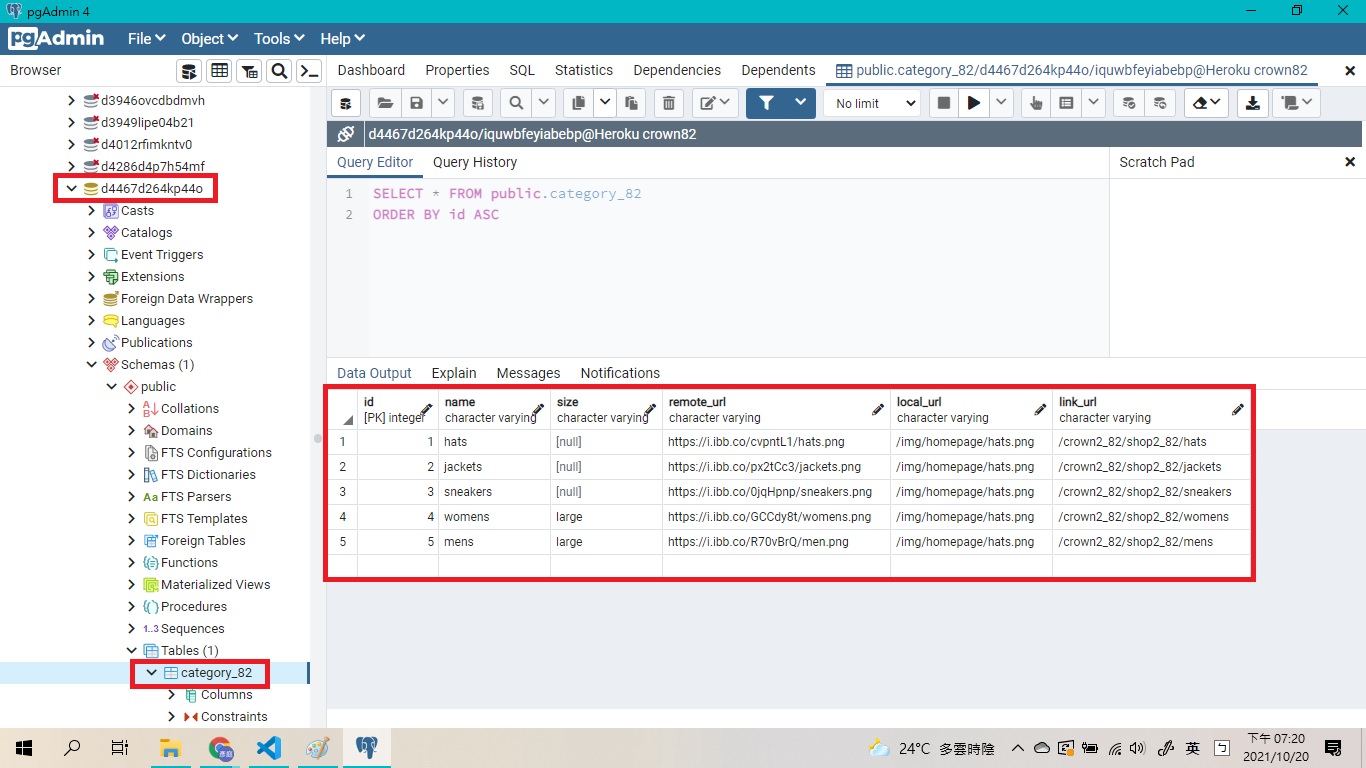 pgAdmin 4
pgAdmin File Object Tools Help
Browser
Dashboard Properties SQL Statistics Dependencies Dependents public.category_82/d4467d264kp44o/iquwbfeyiabebp@Heroku crown82
d3946ovcdbdmvh
d3949lipe04b21
d4012rfimkntv0
d4286d4p7h54mf
d4467d264kp44o
Casts
Catalogs
Event Triggers
Extensions
Foreign Data Wrappers
Languages
Publications
Schemas (1)
public
Collations
Domains
FTS Configurations
FTS Dictionaries
Aa FTS Parsers
FTS Templates
Foreign Tables
Functions
Materialized Views
Procedures
1..3 Sequences
Tables (1)
category_82
Columns
Constraints
No limit
d4467d264kp44o/iquwbfeyiabebp@Heroku crown82
Query Editor Query History
Scratch Pad
1 SELECT * FROM public.category_82
2 ORDER BY id ASC
Data Output Explain Messages Notifications
id name size remote_url local_url link_url
[PK] integer character varying character varying character varying character varying character varying
1 1 hats [null] https://i.ibb.co/cvpntL1/hats.png /img/homepage/hats.png /crown2_82/shop2_82/hats
2 2 jackets [null] https://i.ibb.co/px2tCc3/jackets.png /img/homepage/hats.png /crown2_82/shop2_82/jackets
3 3 sneakers [null] https://i.ibb.co/0jqHpnp/sneakers.png /img/homepage/hats.png /crown2_82/shop2_82/sneakers
4 4 womens large https://i.ibb.co/GCCdy8t/womens.png /img/homepage/hats.png /crown2_82/shop2_82/womens
5 5 mens large https://i.ibb.co/R70vBrQ/men.png /img/homepage/hats.png /crown2_82/shop2_82/mens
24°C 多雲時陰
英
下午 07:20
2021/10/20